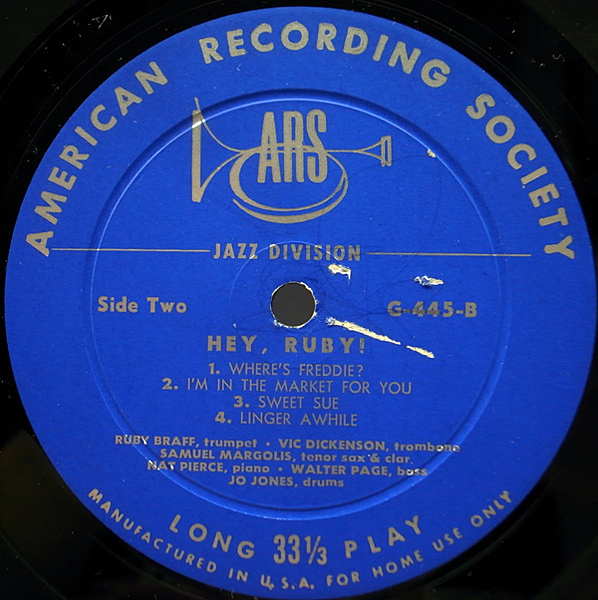 AMERICAN RECORDING SOCIETY
ARS
JAZZ DIVISION
Side Two
G-445-B
HEY, RUBY!
1. WHERE'S FREDDIE?
2. I'M IN THE MARKET FOR YOU
3. SWEET SUE
4. LINGER AWHILE
RUBY BRAFF, trumpet • VIC DICKENSON, trombone
SAMUEL MARGOLIS, tenor sax & clar.
NAT PIERCE, piano • WALTER PAGE, bass
JO JONES, drums
LONG 33⅓ PLAY
MANUFACTURED IN U.S.A. FOR HOME USE ONLY